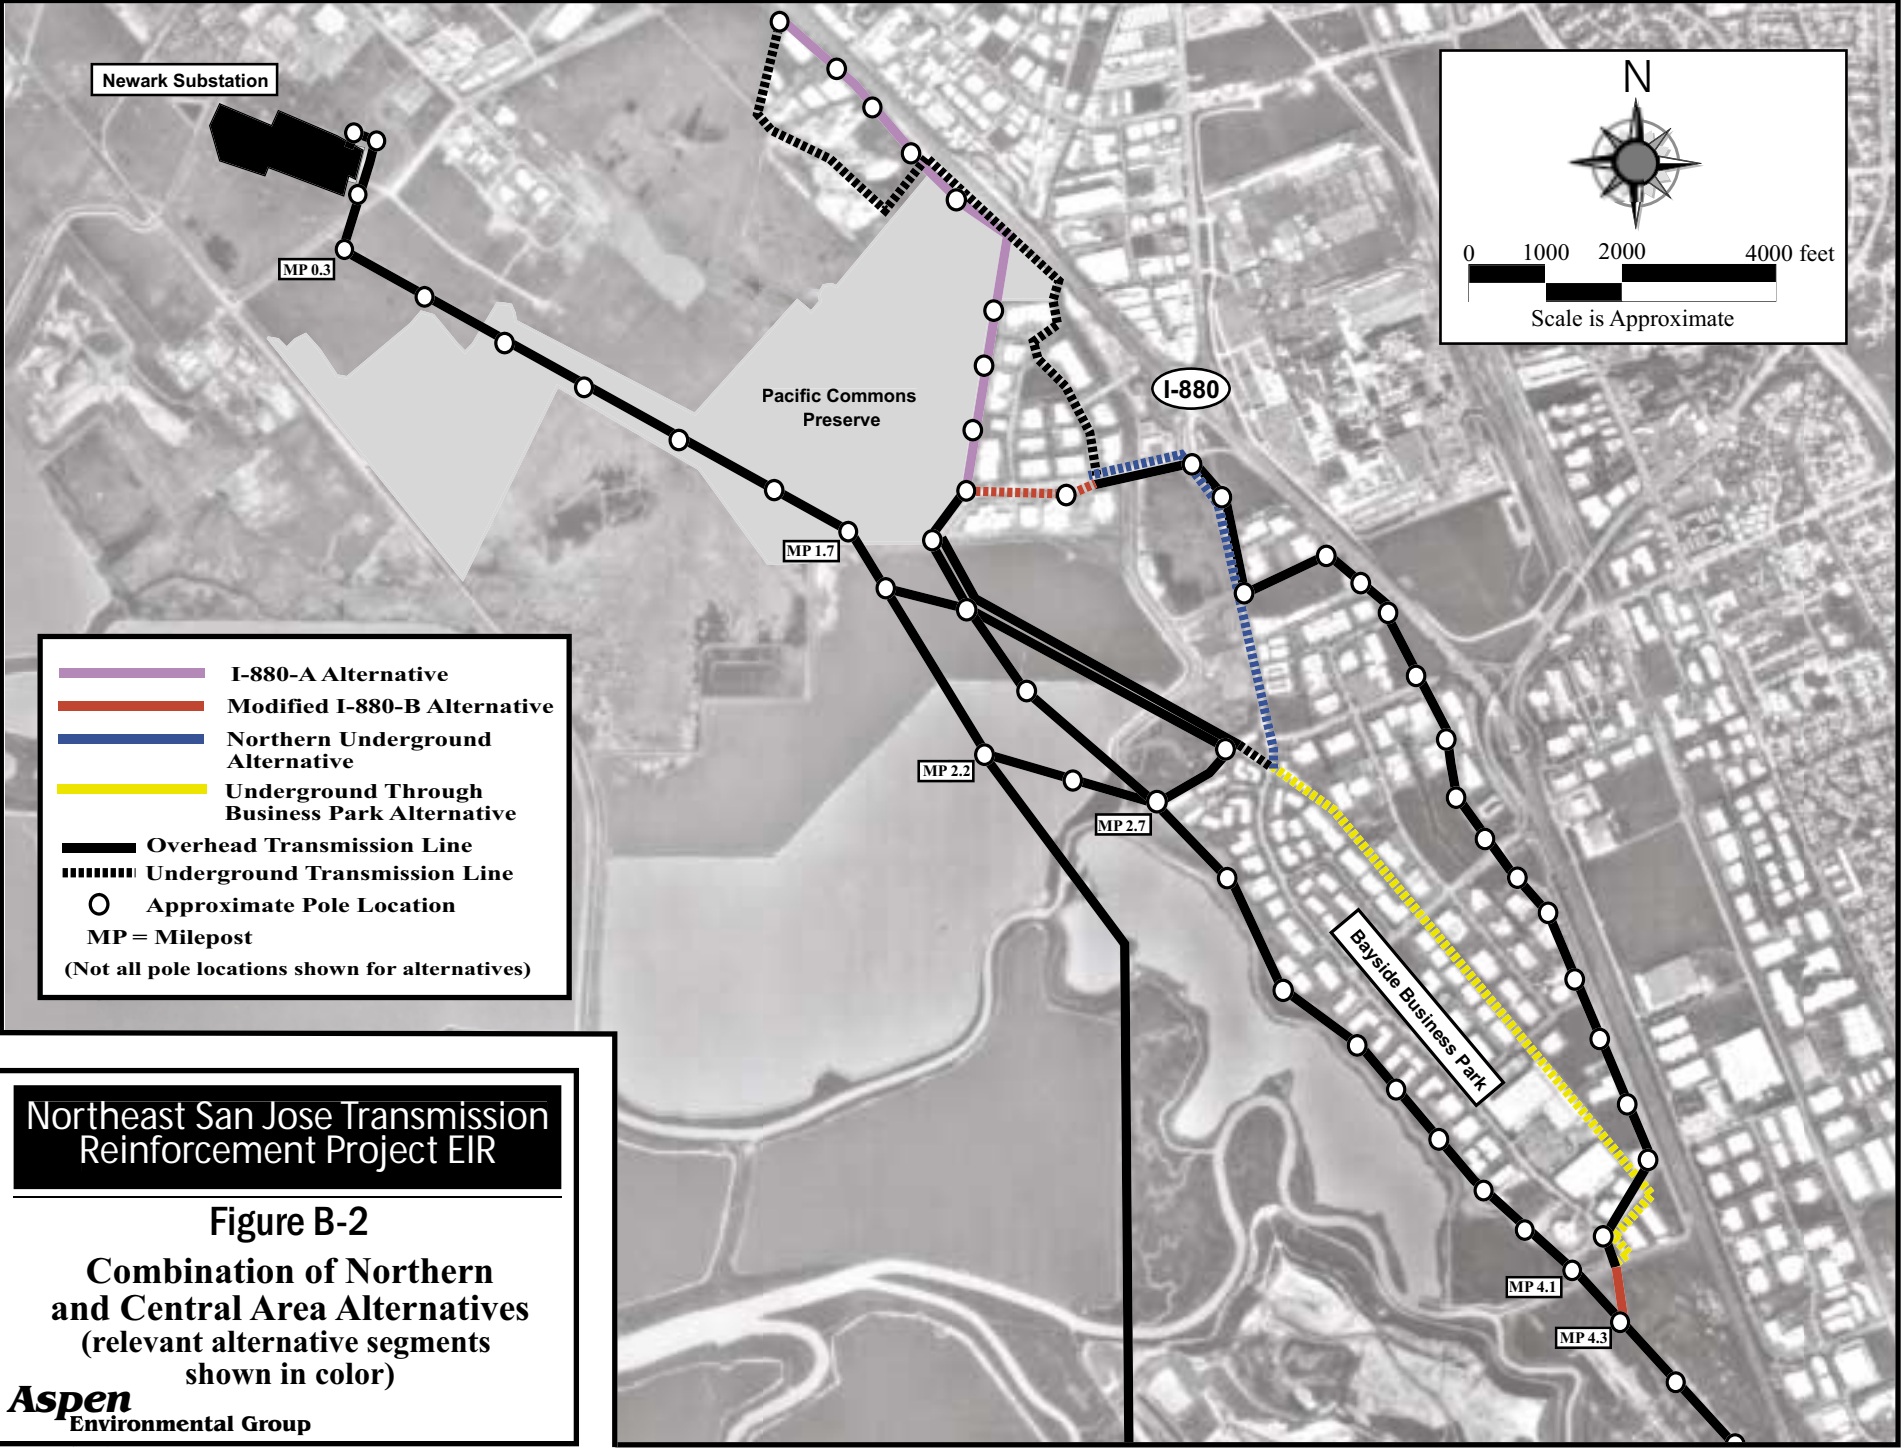 Newark Substation
N
0 1000 2000 4000 feet
Scale is Approximate
MP 0.3
I-880
Pacific Commons
Preserve
MP 1.7
I-880-A Alternative
Modified I-880-B Alternative
Northern Underground
Alternative
Underground Through
Business Park Alternative
Overhead Transmission Line
Underground Transmission Line
Approximate Pole Location
MP = Milepost
(Not all pole locations shown for alternatives)
MP 2.2
MP 2.7
Bayside Business Park
MP 4.1
MP 4.3
Northeast San Jose Transmission
Reinforcement Project EIR
Figure B-2
Combination of Northern
and Central Area Alternatives
(relevant alternative segments
shown in color)
Aspen
Environmental Group